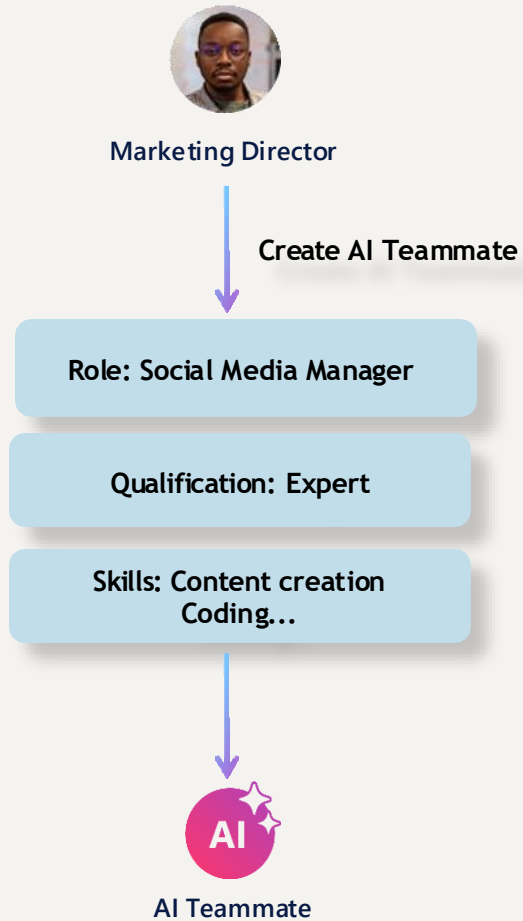 Marketing Director
Create AI Teammate
Role: Social Media Manager
Qualification: Expert
Skills: Content creation
Coding...
AI
AI Teammate